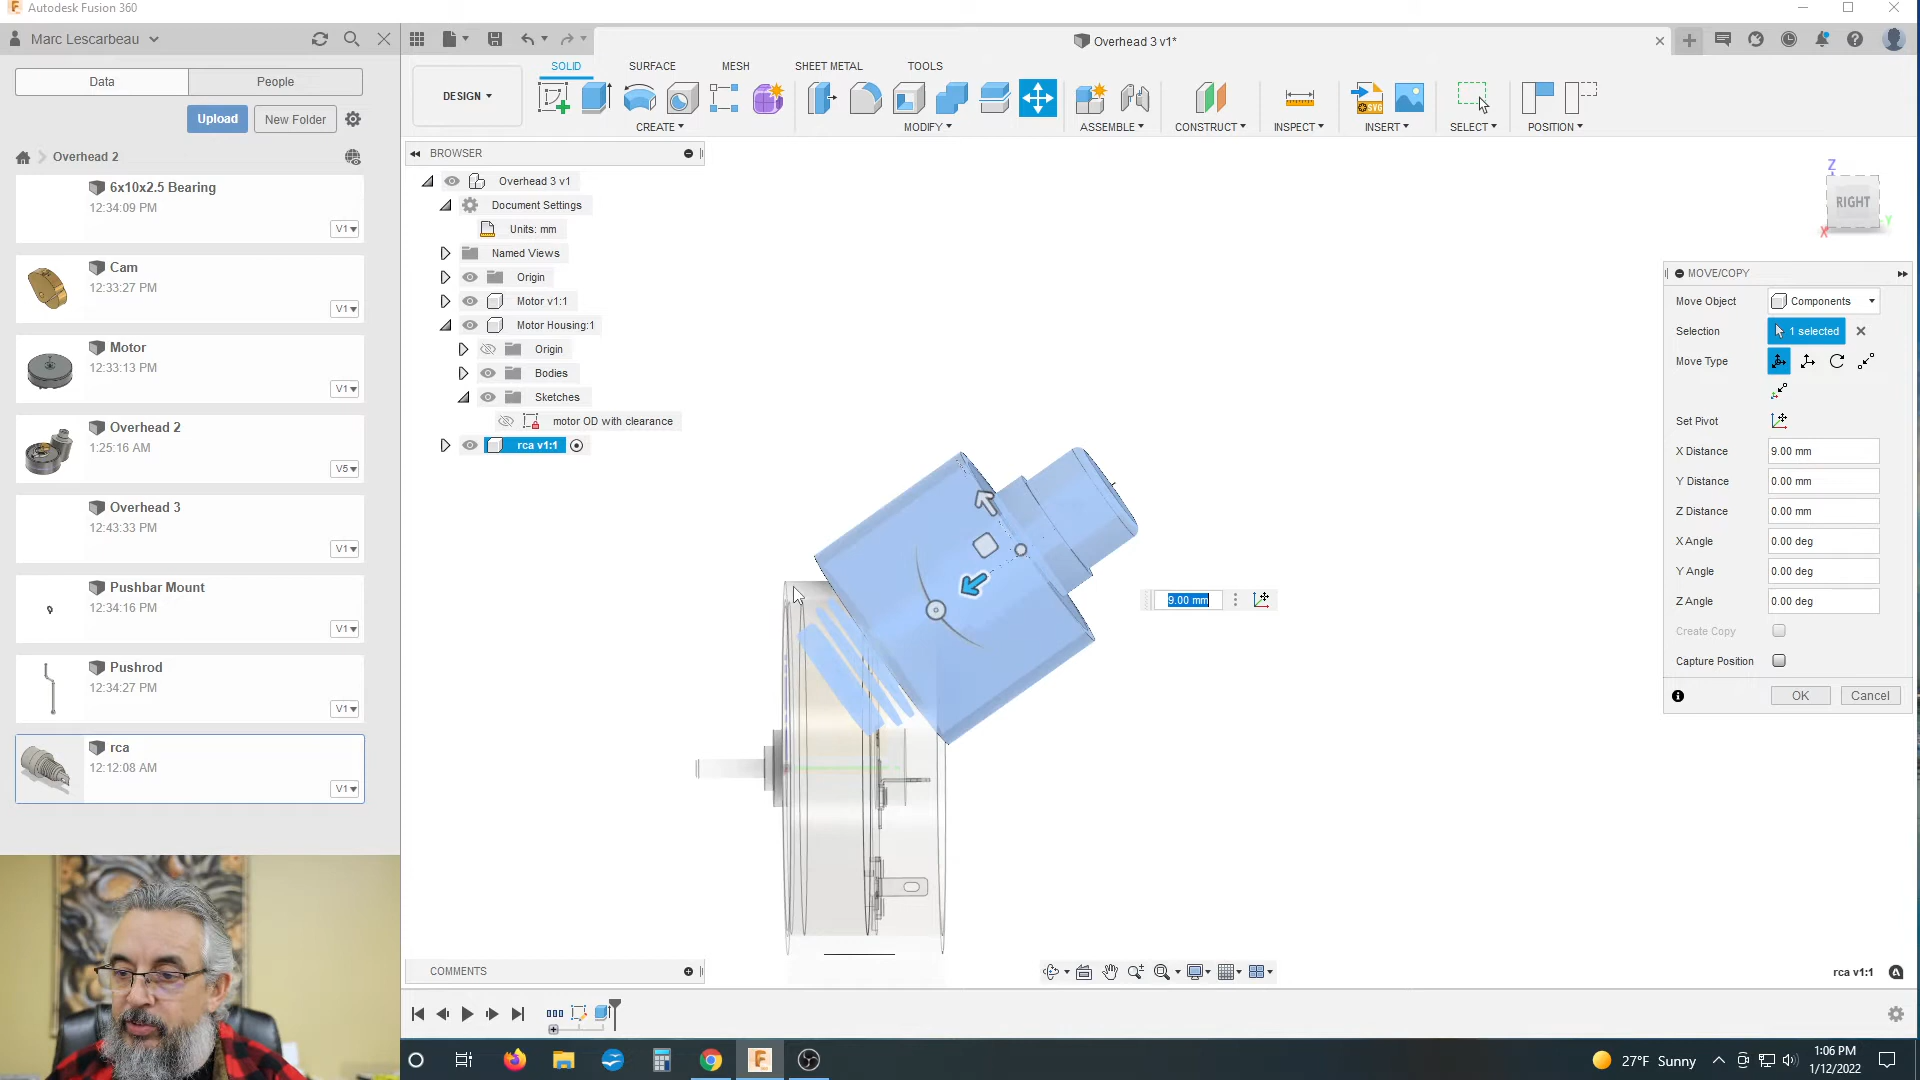 Autodesk Fusion 360
Marc Lescarbeau
Data
People
Upload
New Folder
Overhead 2
6x10x2.5 Bearing
12:34:09 PM
V1
Cam
12:33:27 PM
V1
Motor
12:33:13 PM
V1
Overhead 2
1:25:16 AM
V5
Overhead 3
12:43:33 PM
V1
Pushbar Mount
12:34:16 PM
V1
Pushrod
12:34:27 PM
V1
rca
12:12:08 AM
V1
Overhead 3 v1*
DESIGN
SOLID
SURFACE
MESH
SHEET METAL
TOOLS
CREATE
MODIFY
ASSEMBLE
CONSTRUCT
INSPECT
INSERT
SELECT
POSITION
SVG
BROWSER
Overhead 3 v1
Document Settings
Units: mm
Named Views
Origin
Motor v1:1
Motor Housing:1
Origin
Bodies
Sketches
motor OD with clearance
rca v1:1
Z
RIGHT
X
Y
MOVE/COPY
Move Object
Components
Selection
1 selected
Move Type
Set Pivot
X Distance
9.00 mm
Y Distance
0.00 mm
Z Distance
0.00 mm
X Angle
0.00 deg
Y Angle
0.00 deg
Z Angle
0.00 deg
Create Copy
Capture Position
OK
Cancel
9.00 mm
COMMENTS
rca v1:1
27°F Sunny
1:06 PM
1/12/2022